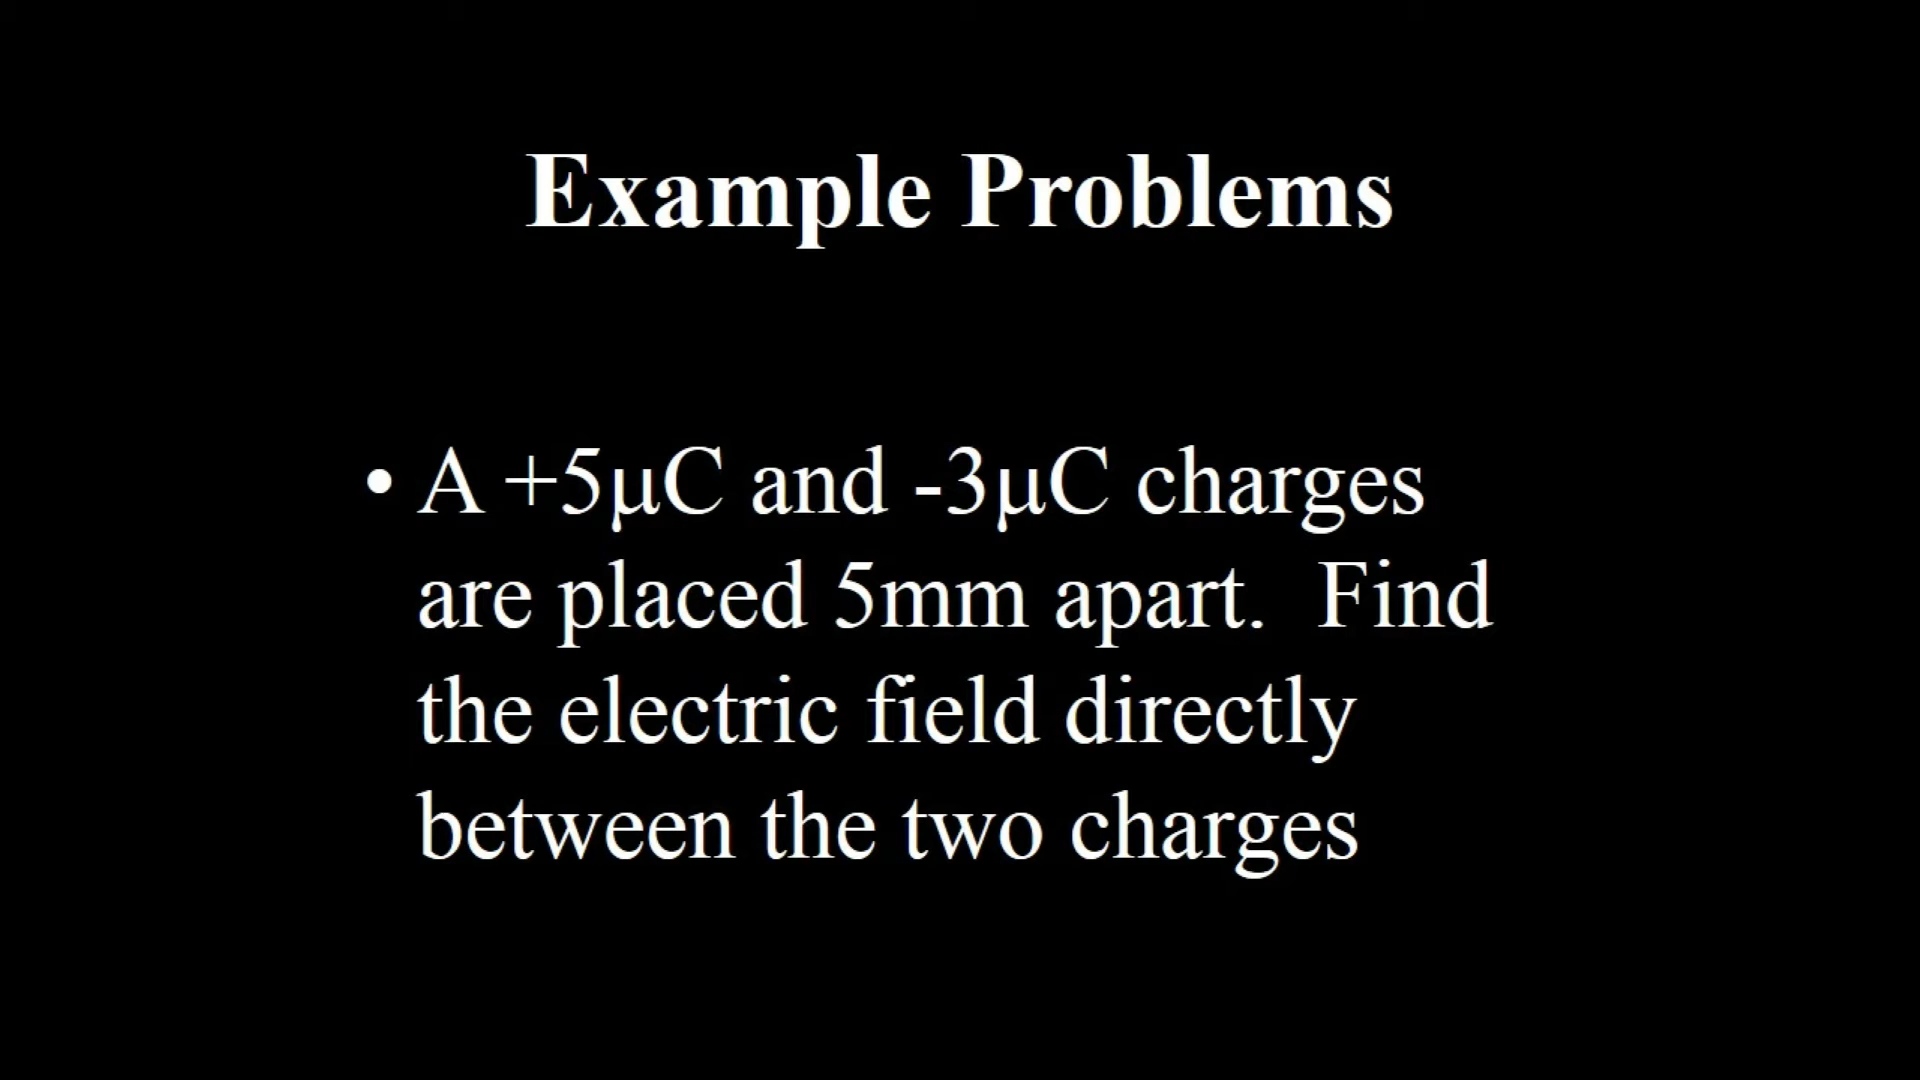 Example Problems
• A +5μC and -3μC charges
are placed 5mm apart.  Find
the electric field directly
between the two charges